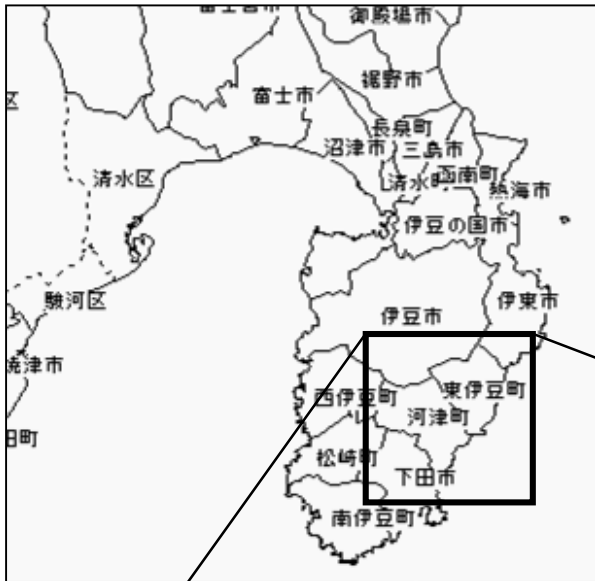 御殿場市
裾野市
富士市
長泉町
沼津市
三島市
函南町
清水区
清水町
熱海市
伊豆の国市
駿河区
伊豆市
伊東市
焼津市
東伊豆町
西伊豆町
河津町
松崎町
下田市
南伊豆町